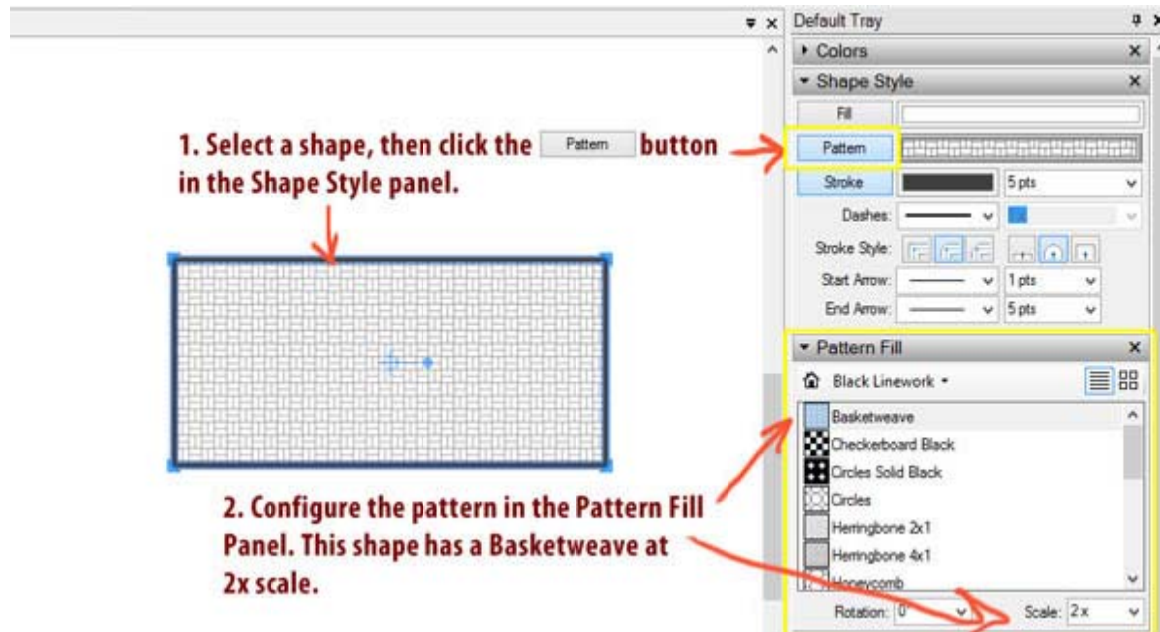 Default Tray
Colors
Shape Style
Fill
1. Select a shape, then click the Pattern button
in the Shape Style panel.
Pattern
Stroke 5 pts
Dashes:
Stroke Style:
Start Arrow: 1 pts
End Arrow: 5 pts
Pattern Fill
Black Linework
Basketweave
Checkerboard Black
Circles Solid Black
Circles
Herringbone 2x1
Herringbone 4x1
Honeycomb
2. Configure the pattern in the Pattern Fill
Panel. This shape has a Basketweave at
2x scale.
Rotation: 0° Scale: 2x